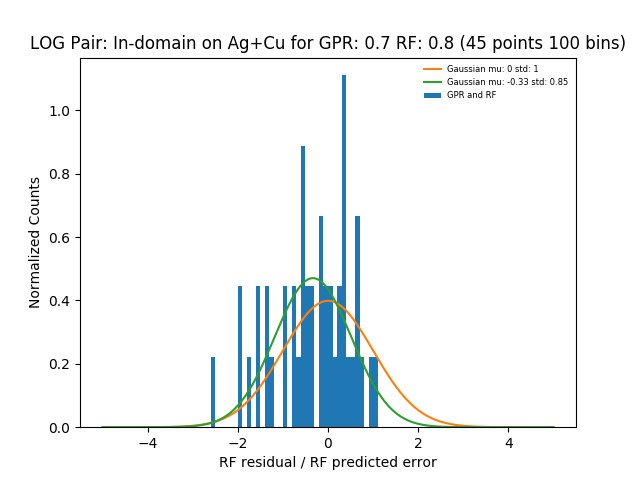 LOG Pair: In-domain on Ag+Cu for GPR: 0.7 RF: 0.8 (45 points 100 bins)
Gaussian mu: 0 std: 1
Gaussian mu: -0.33 std: 0.85
GPR and RF
Normalized Counts
1.0
0.8
0.6
0.4
0.2
0.0
−4 −2 0 2 4
RF residual / RF predicted error